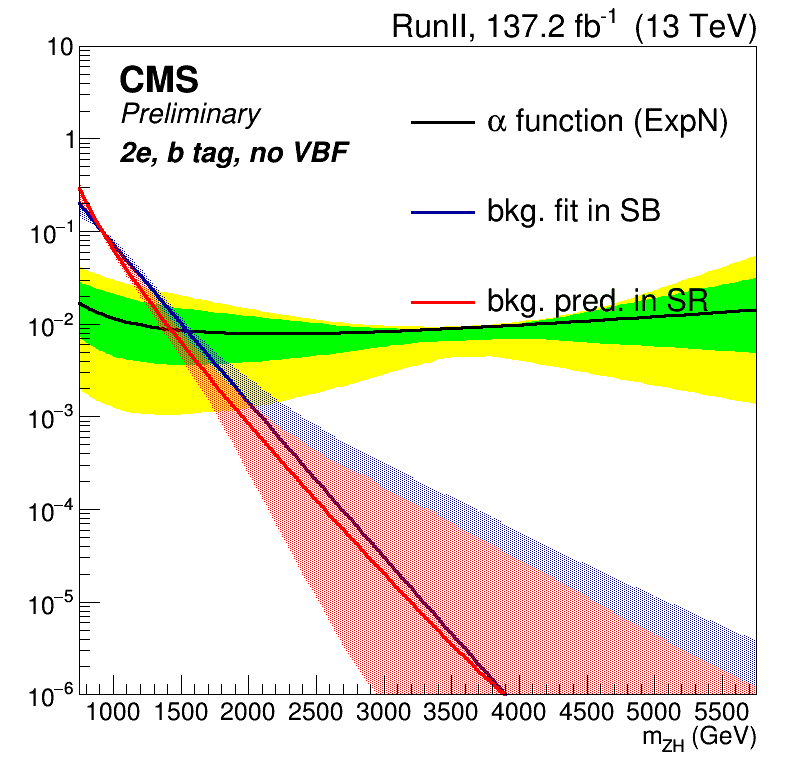 RunII, 137.2 fb⁻¹ (13 TeV)
CMS
Preliminary
2e, b tag, no VBF
α function (ExpN)
bkg. fit in SB
bkg. pred. in SR
10
1
10⁻¹
10⁻²
10⁻³
10⁻⁴
10⁻⁵
10⁻⁶
1000 1500 2000 2500 3000 3500 4000 4500 5000 5500
m_ZH (GeV)